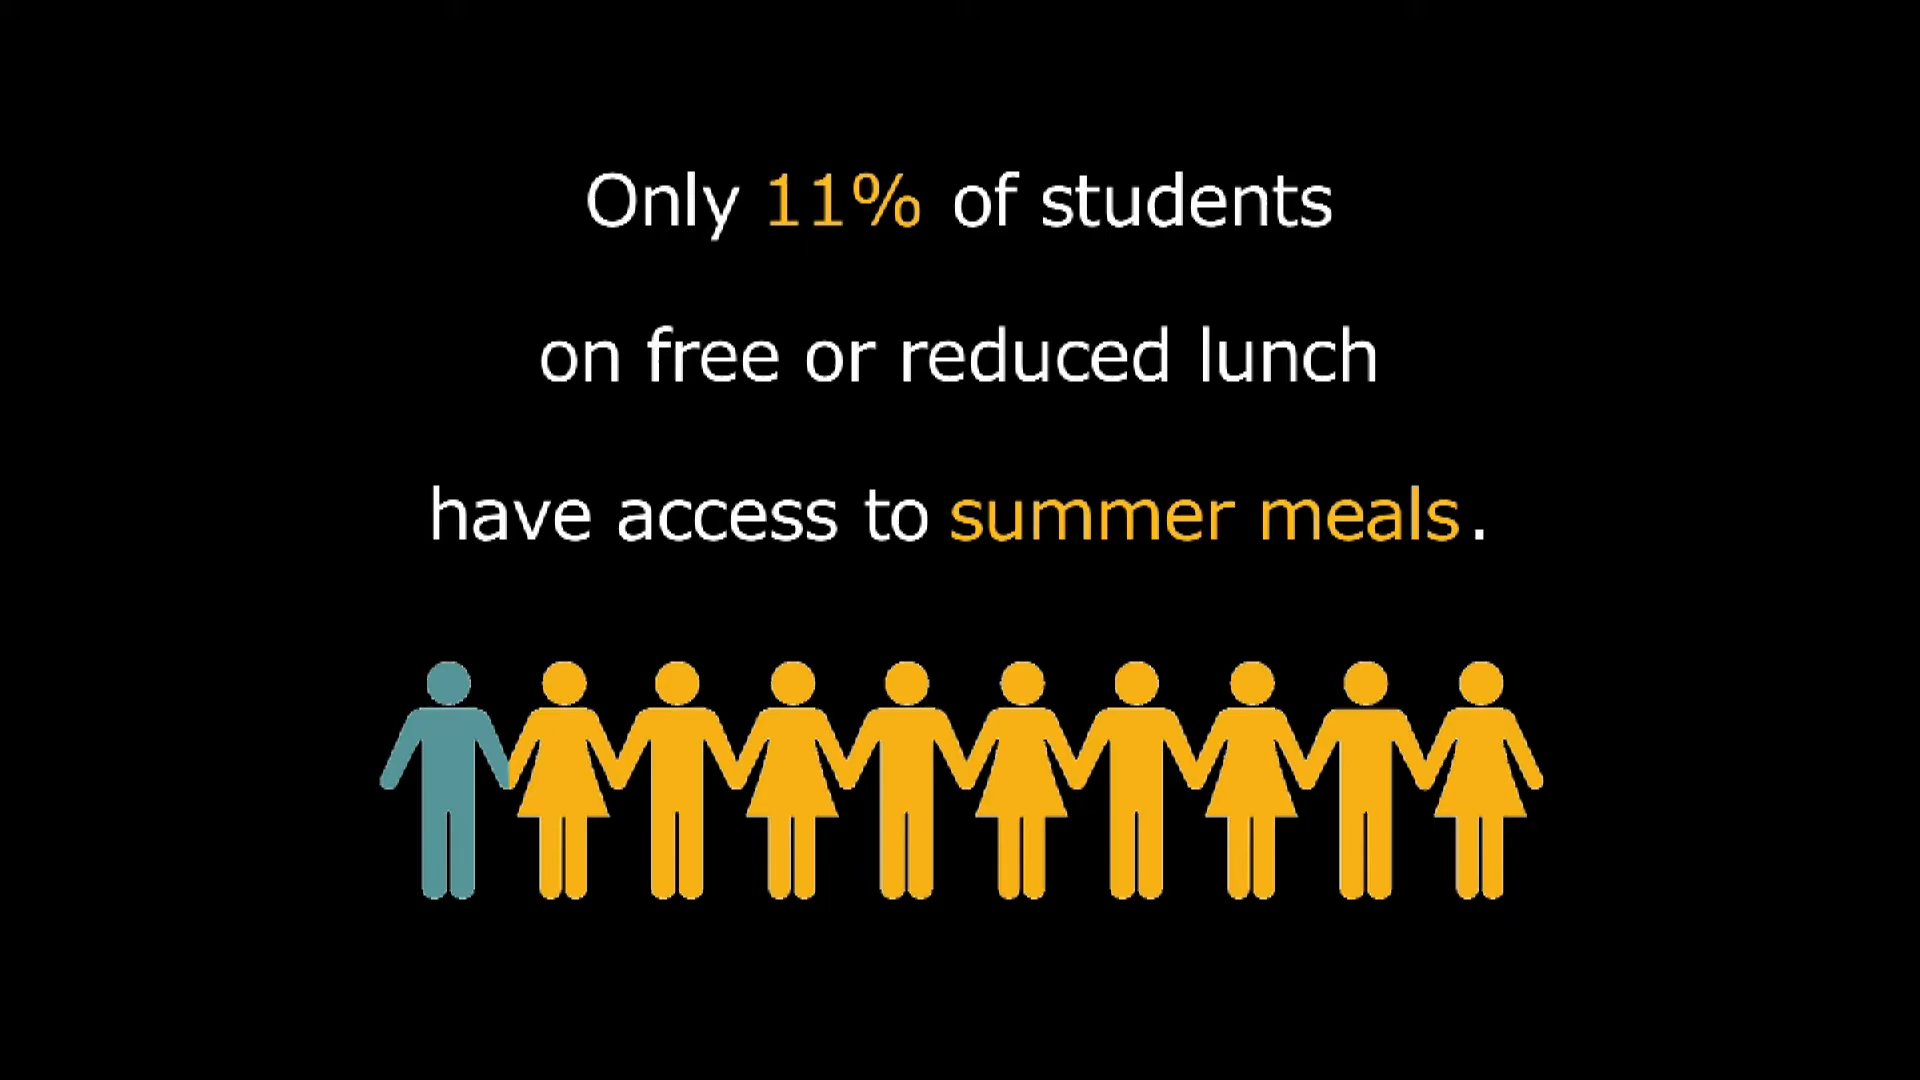 Only 11% of students
on free or reduced lunch
have access to summer meals.